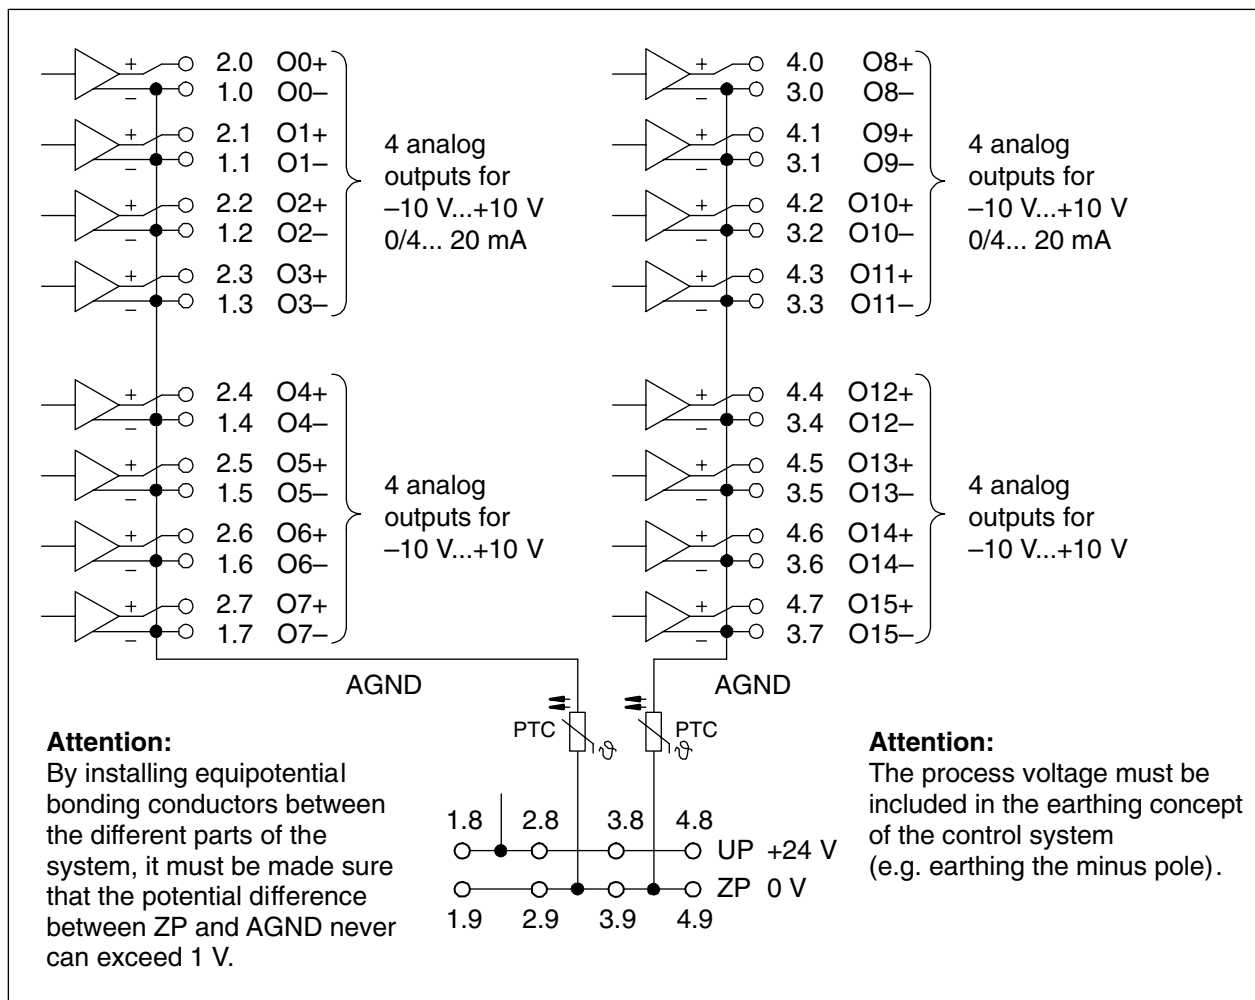 + 2.0 O0+
– 1.0 O0–
+ 2.1 O1+
– 1.1 O1–
+ 2.2 O2+
– 1.2 O2–
+ 2.3 O3+
– 1.3 O3–
4 analog
outputs for
–10 V...+10 V
0/4... 20 mA
+ 4.0 O8+
– 3.0 O8–
+ 4.1 O9+
– 3.1 O9–
+ 4.2 O10+
– 3.2 O10–
+ 4.3 O11+
– 3.3 O11–
4 analog
outputs for
–10 V...+10 V
0/4... 20 mA
+ 2.4 O4+
– 1.4 O4–
+ 2.5 O5+
– 1.5 O5–
+ 2.6 O6+
– 1.6 O6–
+ 2.7 O7+
– 1.7 O7–
4 analog
outputs for
–10 V...+10 V
+ 4.4 O12+
– 3.4 O12–
+ 4.5 O13+
– 3.5 O13–
+ 4.6 O14+
– 3.6 O14–
+ 4.7 O15+
– 3.7 O15–
4 analog
outputs for
–10 V...+10 V
AGND
AGND
PTC ϑ
PTC ϑ
Attention:
By installing equipotential
bonding conductors between
the different parts of the
system, it must be made sure
that the potential difference
between ZP and AGND never
can exceed 1 V.
1.8 2.8 3.8 4.8
UP +24 V
ZP 0 V
1.9 2.9 3.9 4.9
Attention:
The process voltage must be
included in the earthing concept
of the control system
(e.g. earthing the minus pole).